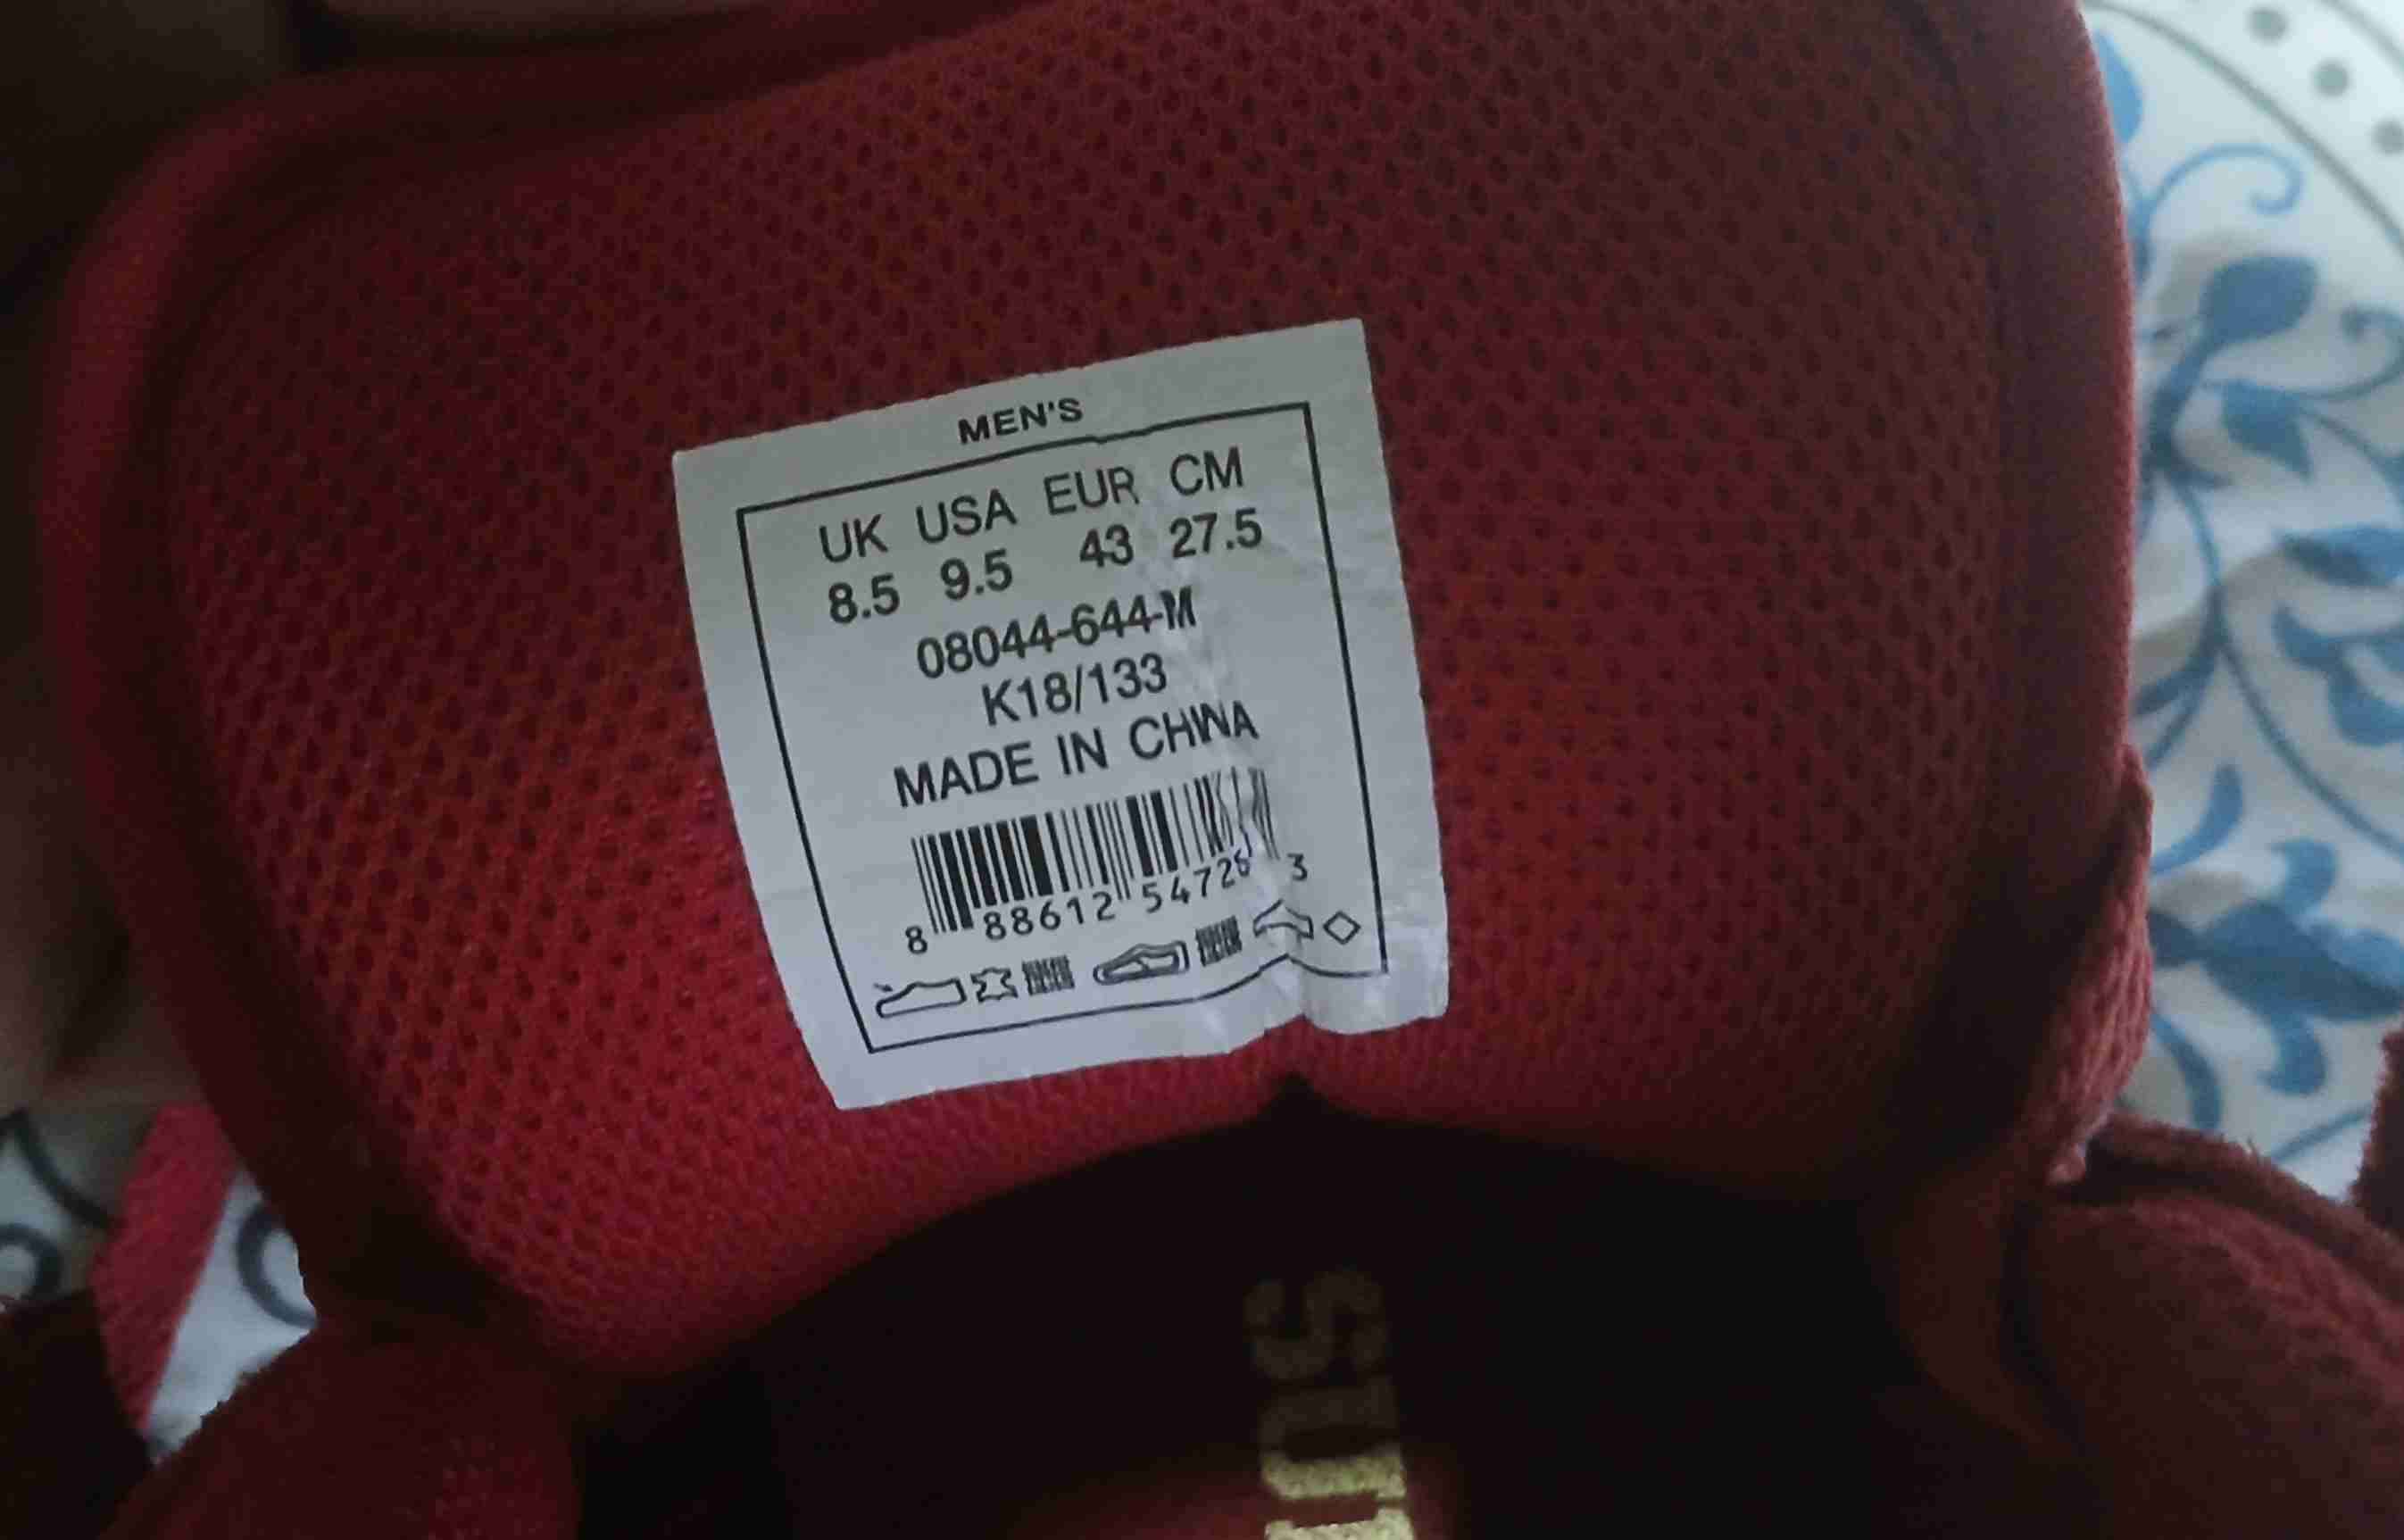 MEN'S
UK USA EUR CM
8.5 9.5 43 27.5
08044-644-M
K18/133
MADE IN CHINA
8 88612 54726 3